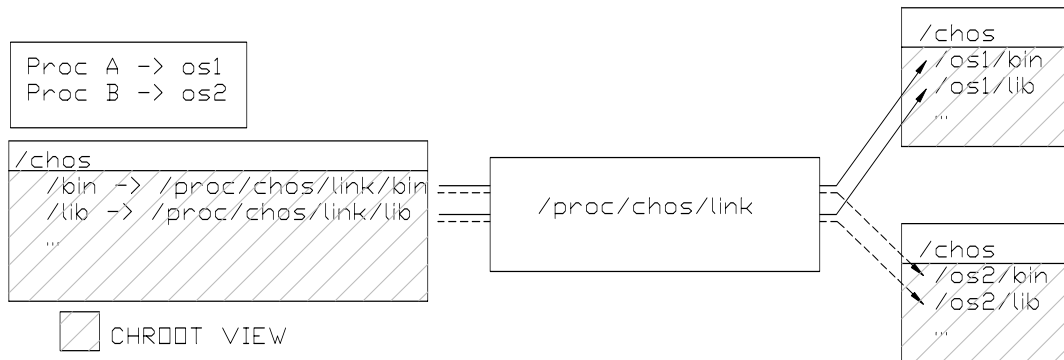 Proc A -> os1
Proc B -> os2
/chos
/bin -> /proc/chos/link/bin
/lib -> /proc/chos/link/lib
...
CHROOT VIEW
/proc/chos/link
/chos
/os1/bin
/os1/lib
...
/chos
/os2/bin
/os2/lib
...